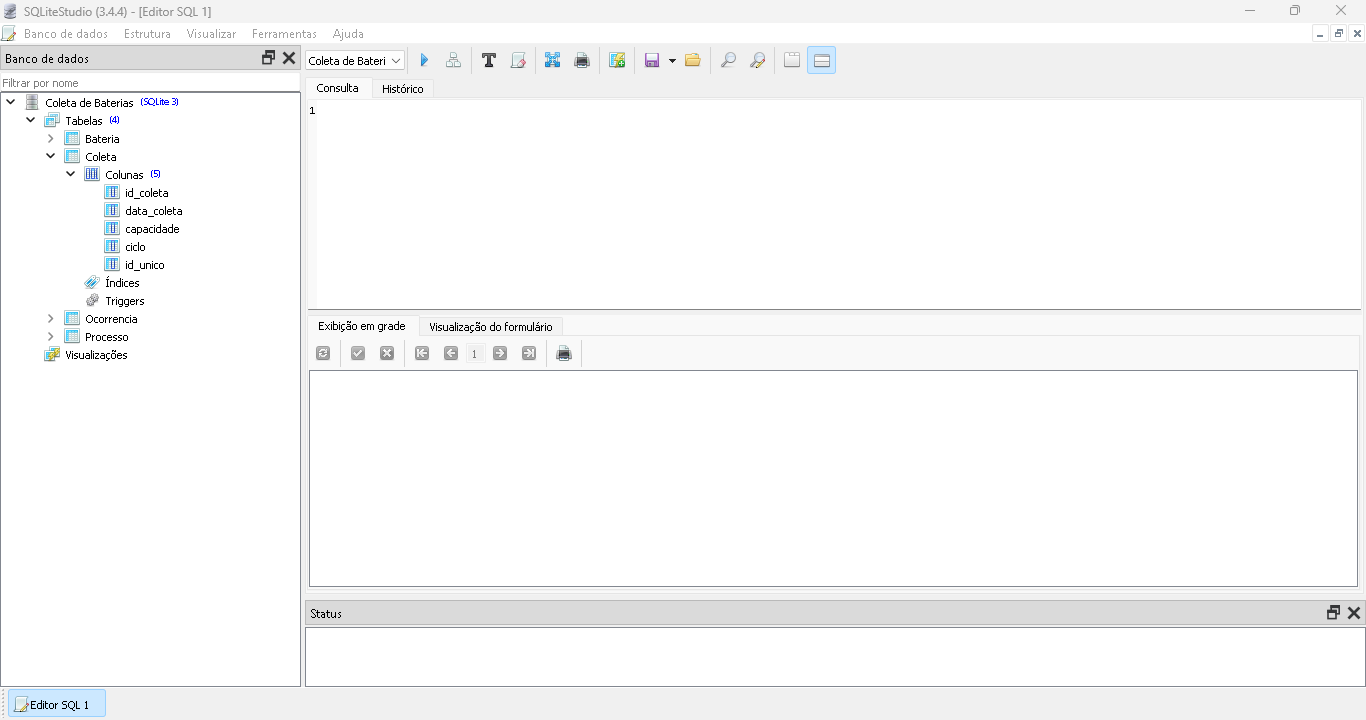 SQLiteStudio (3.4.4) - [Editor SQL 1]
Banco de dados Estrutura Visualizar Ferramentas Ajuda
Banco de dados
Filtrar por nome
Coleta de Baterias (SQLite 3)
Tabelas (4)
Bateria
Coleta
Colunas (5)
id_coleta
data_coleta
capacidade
ciclo
id_unico
Índices
Triggers
Ocorrencia
Processo
Visualizações
Coleta de Bateri
Consulta Histórico
1
Exibição em grade Visualização do formulário
1
Status
Editor SQL 1